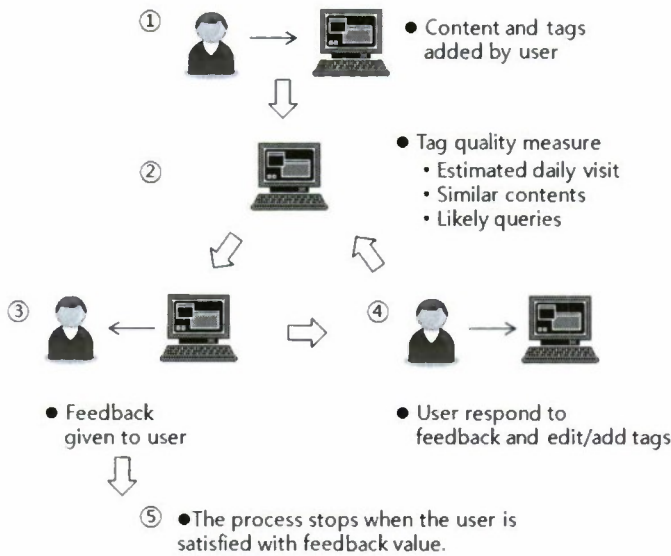 ① ● Content and tags
added by user
② ● Tag quality measure
• Estimated daily visit
• Similar contents
• Likely queries
③
④
● Feedback
given to user
● User respond to
feedback and edit/add tags
⑤ ●The process stops when the user is
satisfied with feedback value.